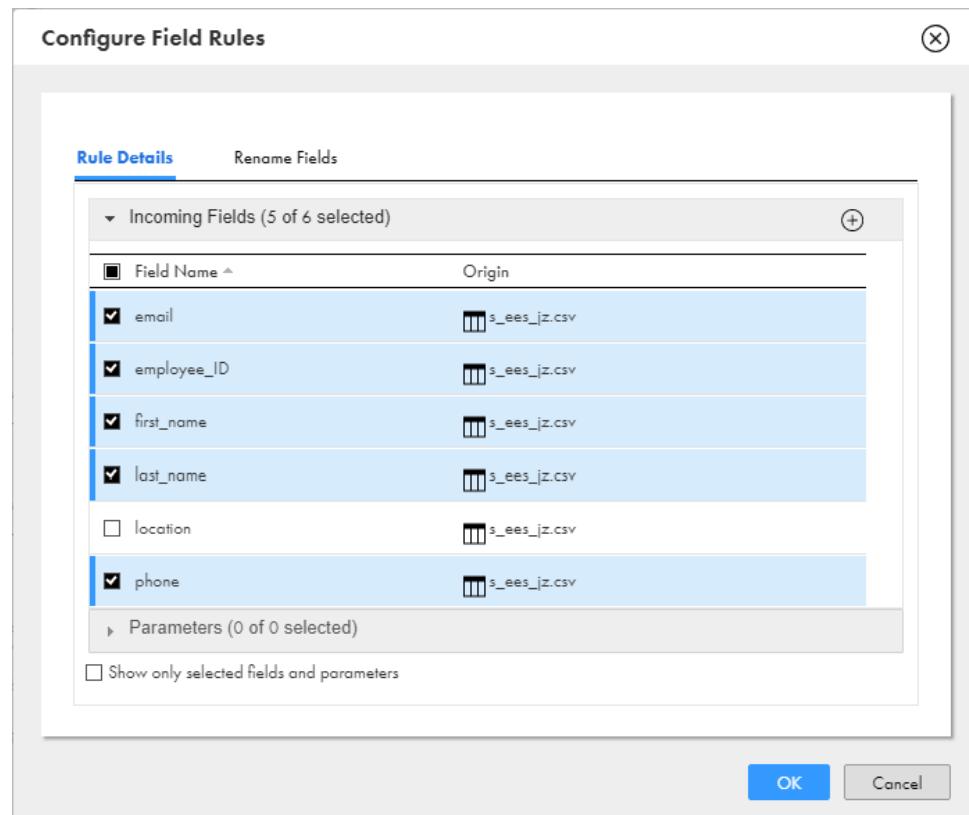 Configure Field Rules
Rule Details Rename Fields
Incoming Fields (5 of 6 selected)
Field Name Origin
email s_ees_jz.csv
employee_ID s_ees_jz.csv
first_name s_ees_jz.csv
last_name s_ees_jz.csv
location s_ees_jz.csv
phone s_ees_jz.csv
Parameters (0 of 0 selected)
Show only selected fields and parameters
OK Cancel